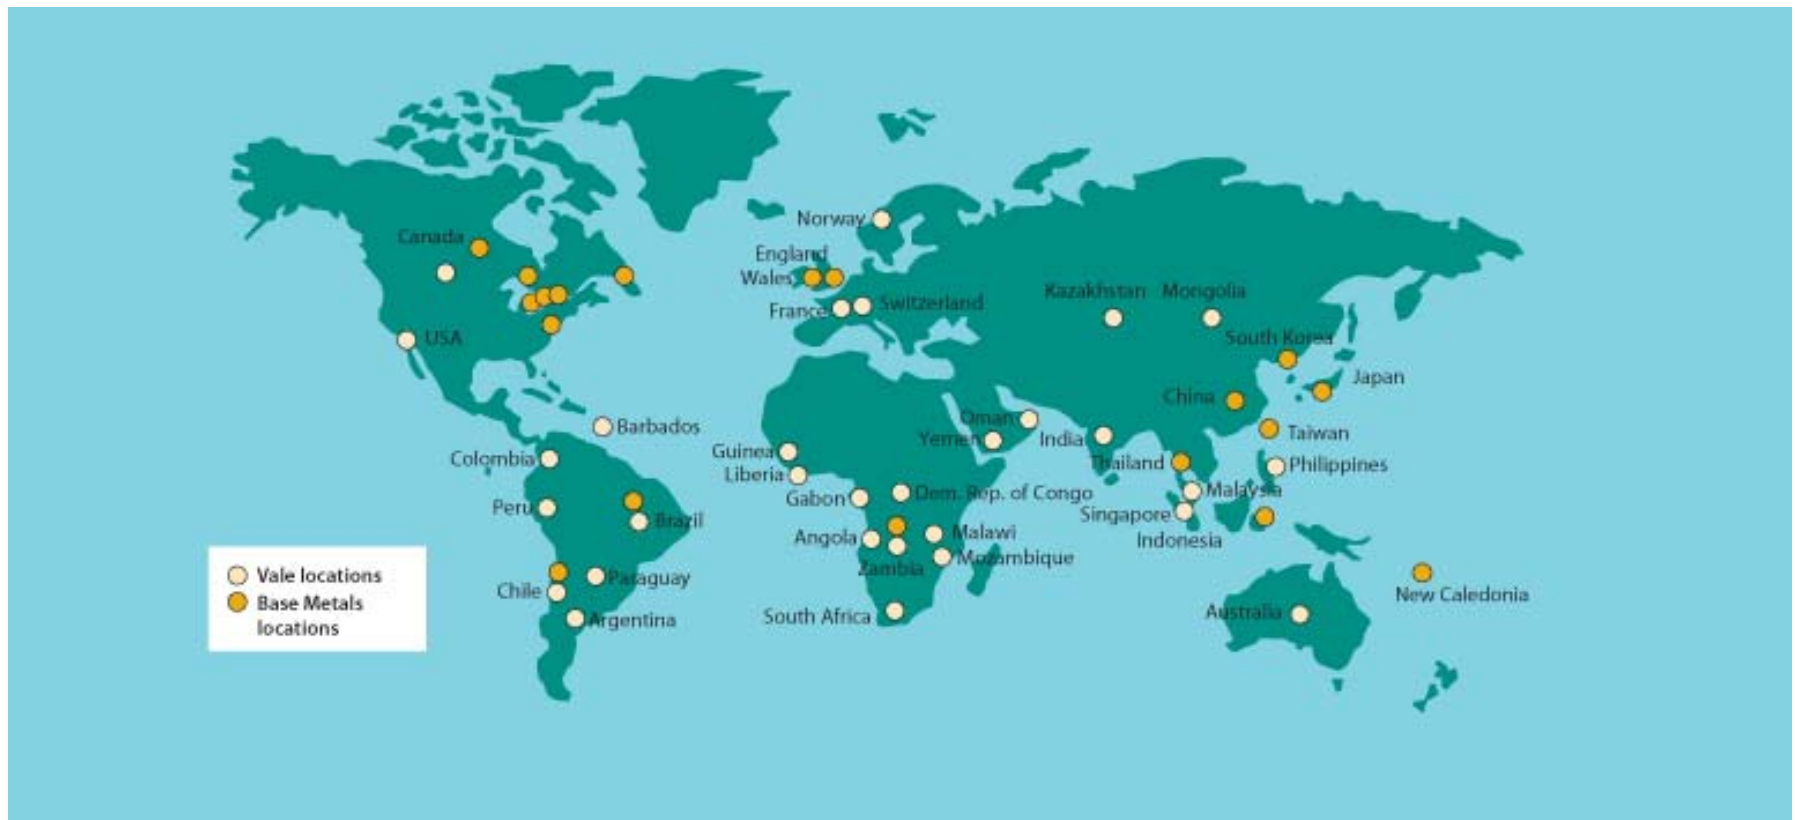 Norway
Canada
England
Wales
Kazakhstan
Mongolia
France
Switzerland
USA
South Korea
Japan
China
Barbados
Oman
Yemen
India
Taiwan
Guinea
Colombia
Thailand
Philippines
Liberia
Gabon
Dem. Rep. of Congo
Malaysia
Peru
Brazil
Singapore
Angola
Malawi
Indonesia
Mozambique
Zambia
Vale locations
Paraguay
Chile
New Caledonia
Base Metals
locations
Argentina
South Africa
Australia